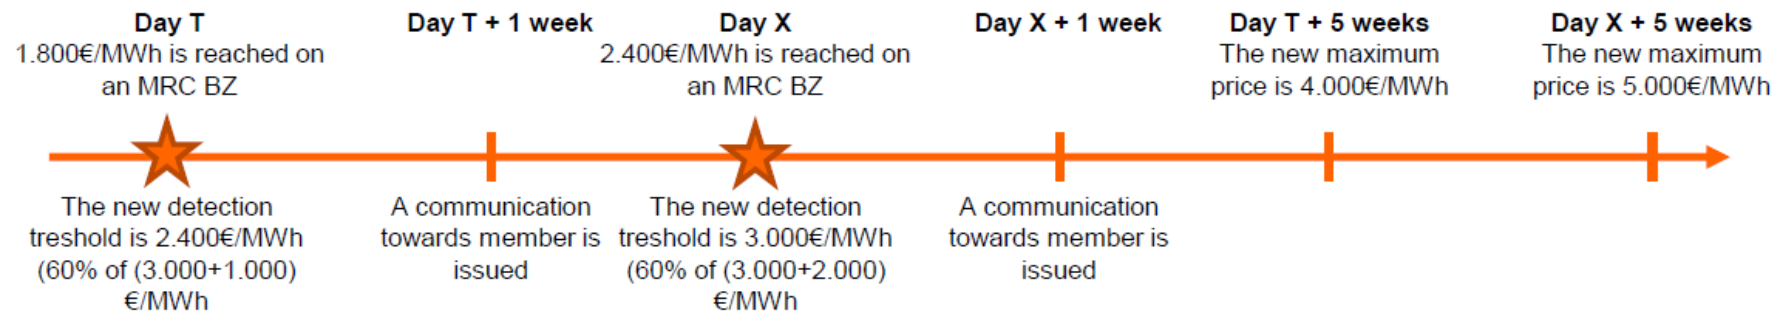 Day T
1.800€/MWh is reached on
an MRC BZ
Day T + 1 week
Day X
2.400€/MWh is reached on
an MRC BZ
Day X + 1 week
Day T + 5 weeks
The new maximum
price is 4.000€/MWh
Day X + 5 weeks
The new maximum
price is 5.000€/MWh
The new detection
treshold is 2.400€/MWh
(60% of (3.000+1.000)
€/MWh
A communication
towards member is
issued
The new detection
treshold is 3.000€/MWh
(60% of (3.000+2.000)
€/MWh
A communication
towards member is
issued